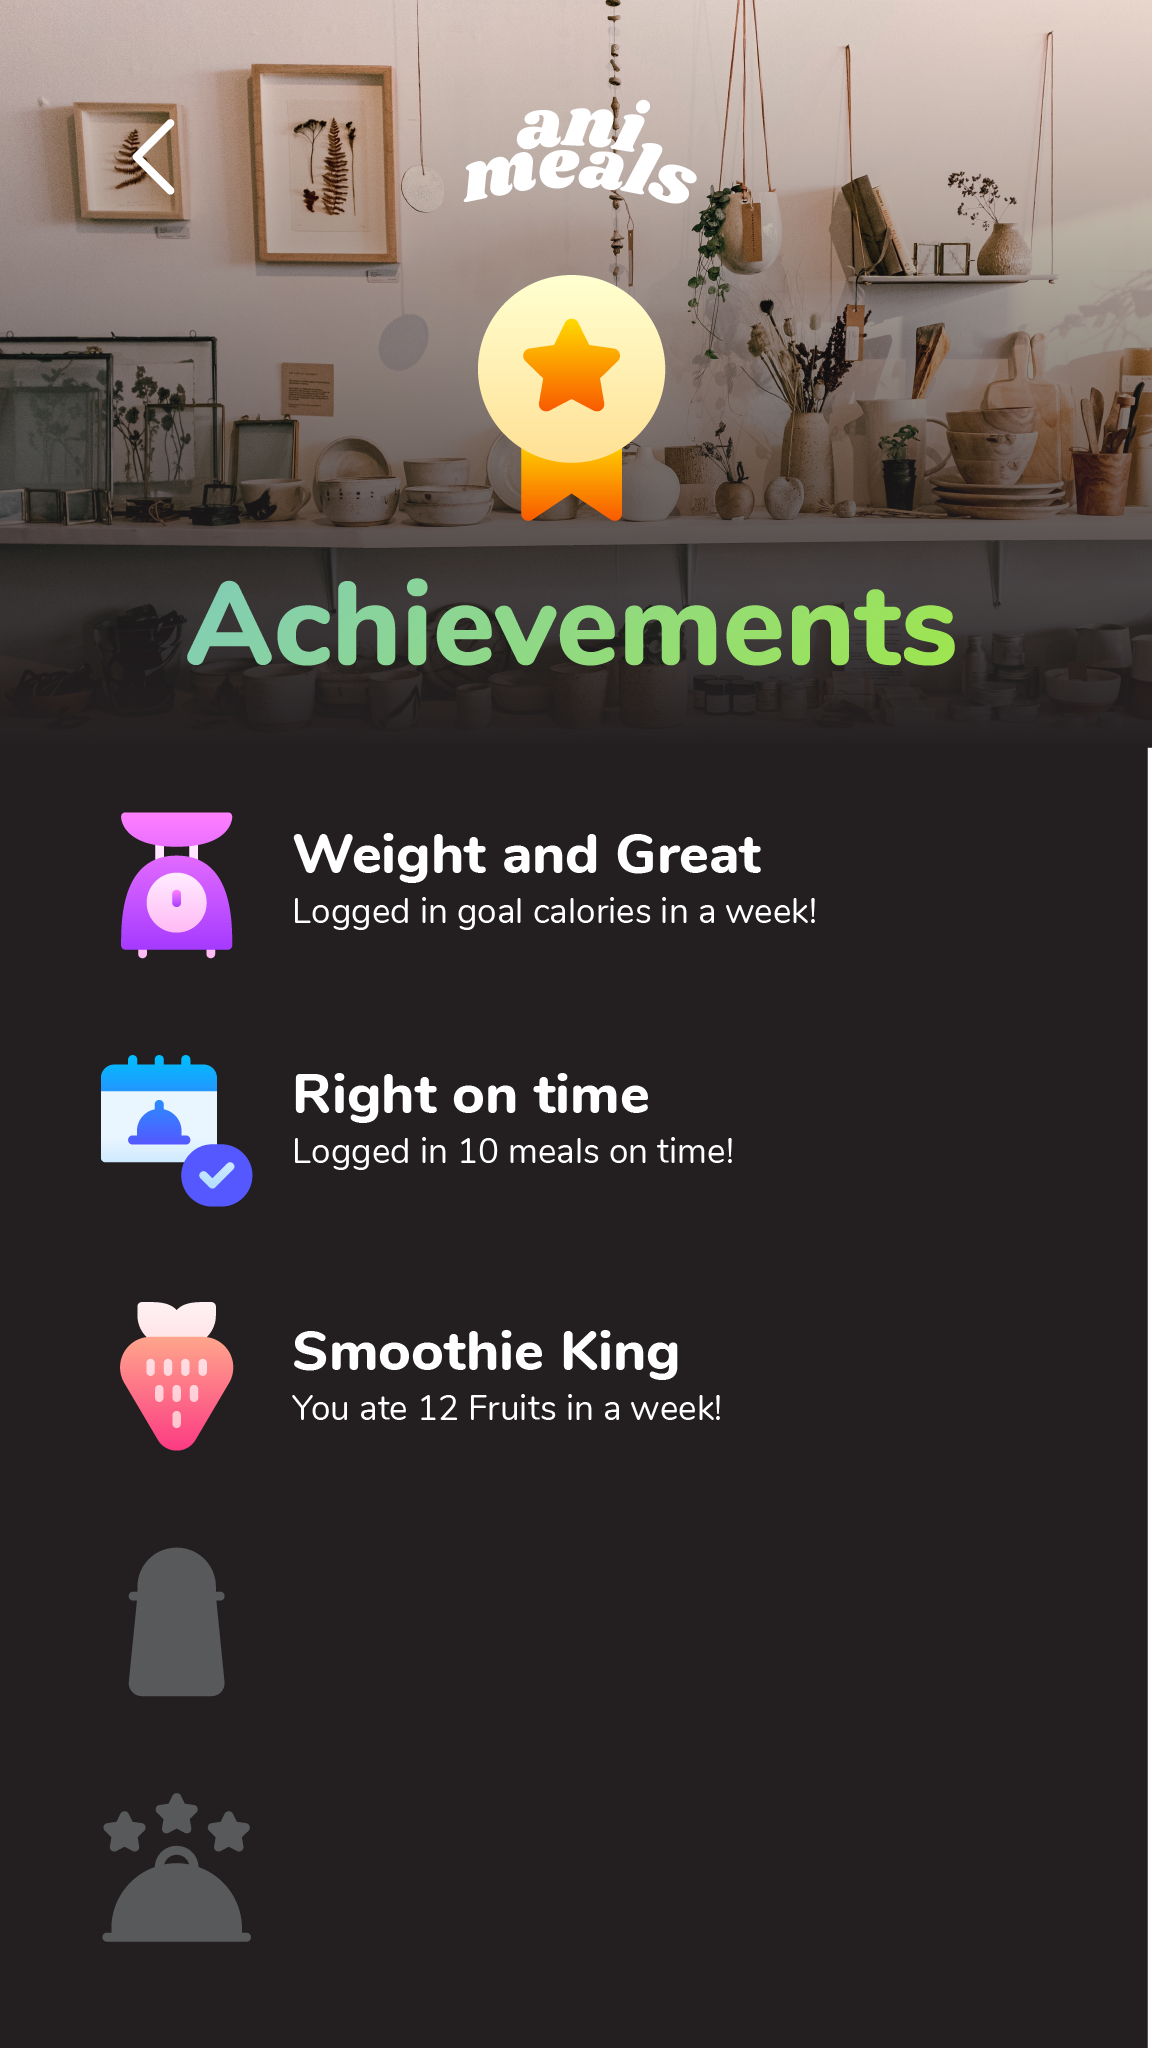 ani
meals
Achievements
Weight and Great
Logged in goal calories in a week!
Right on time
Logged in 10 meals on time!
Smoothie King
You ate 12 Fruits in a week!